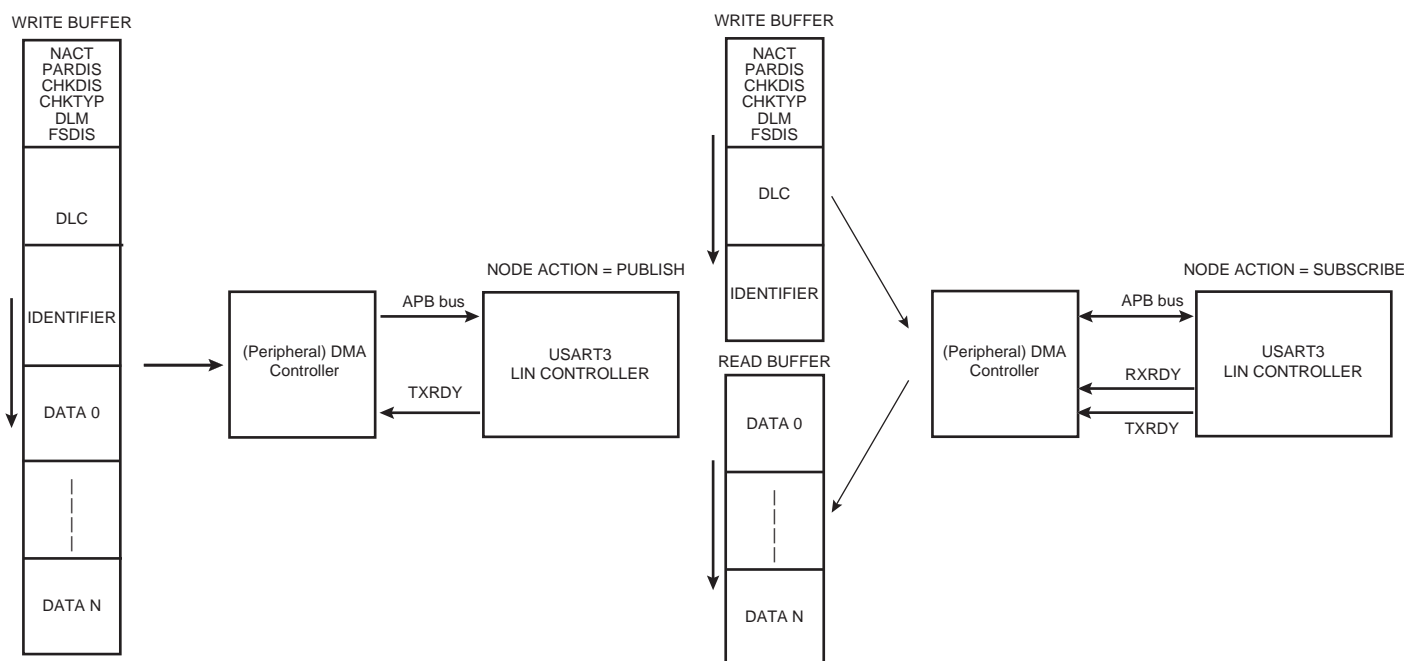 WRITE BUFFER
NACT
PARDIS
CHKDIS
CHKTYP
DLM
FSDIS
DLC
IDENTIFIER
DATA 0
DATA N
(Peripheral) DMA
Controller
APB bus
TXRDY
NODE ACTION = PUBLISH
USART3
LIN CONTROLLER
WRITE BUFFER
NACT
PARDIS
CHKDIS
CHKTYP
DLM
FSDIS
DLC
IDENTIFIER
READ BUFFER
DATA 0
DATA N
(Peripheral) DMA
Controller
APB bus
RXRDY
TXRDY
NODE ACTION = SUBSCRIBE
USART3
LIN CONTROLLER